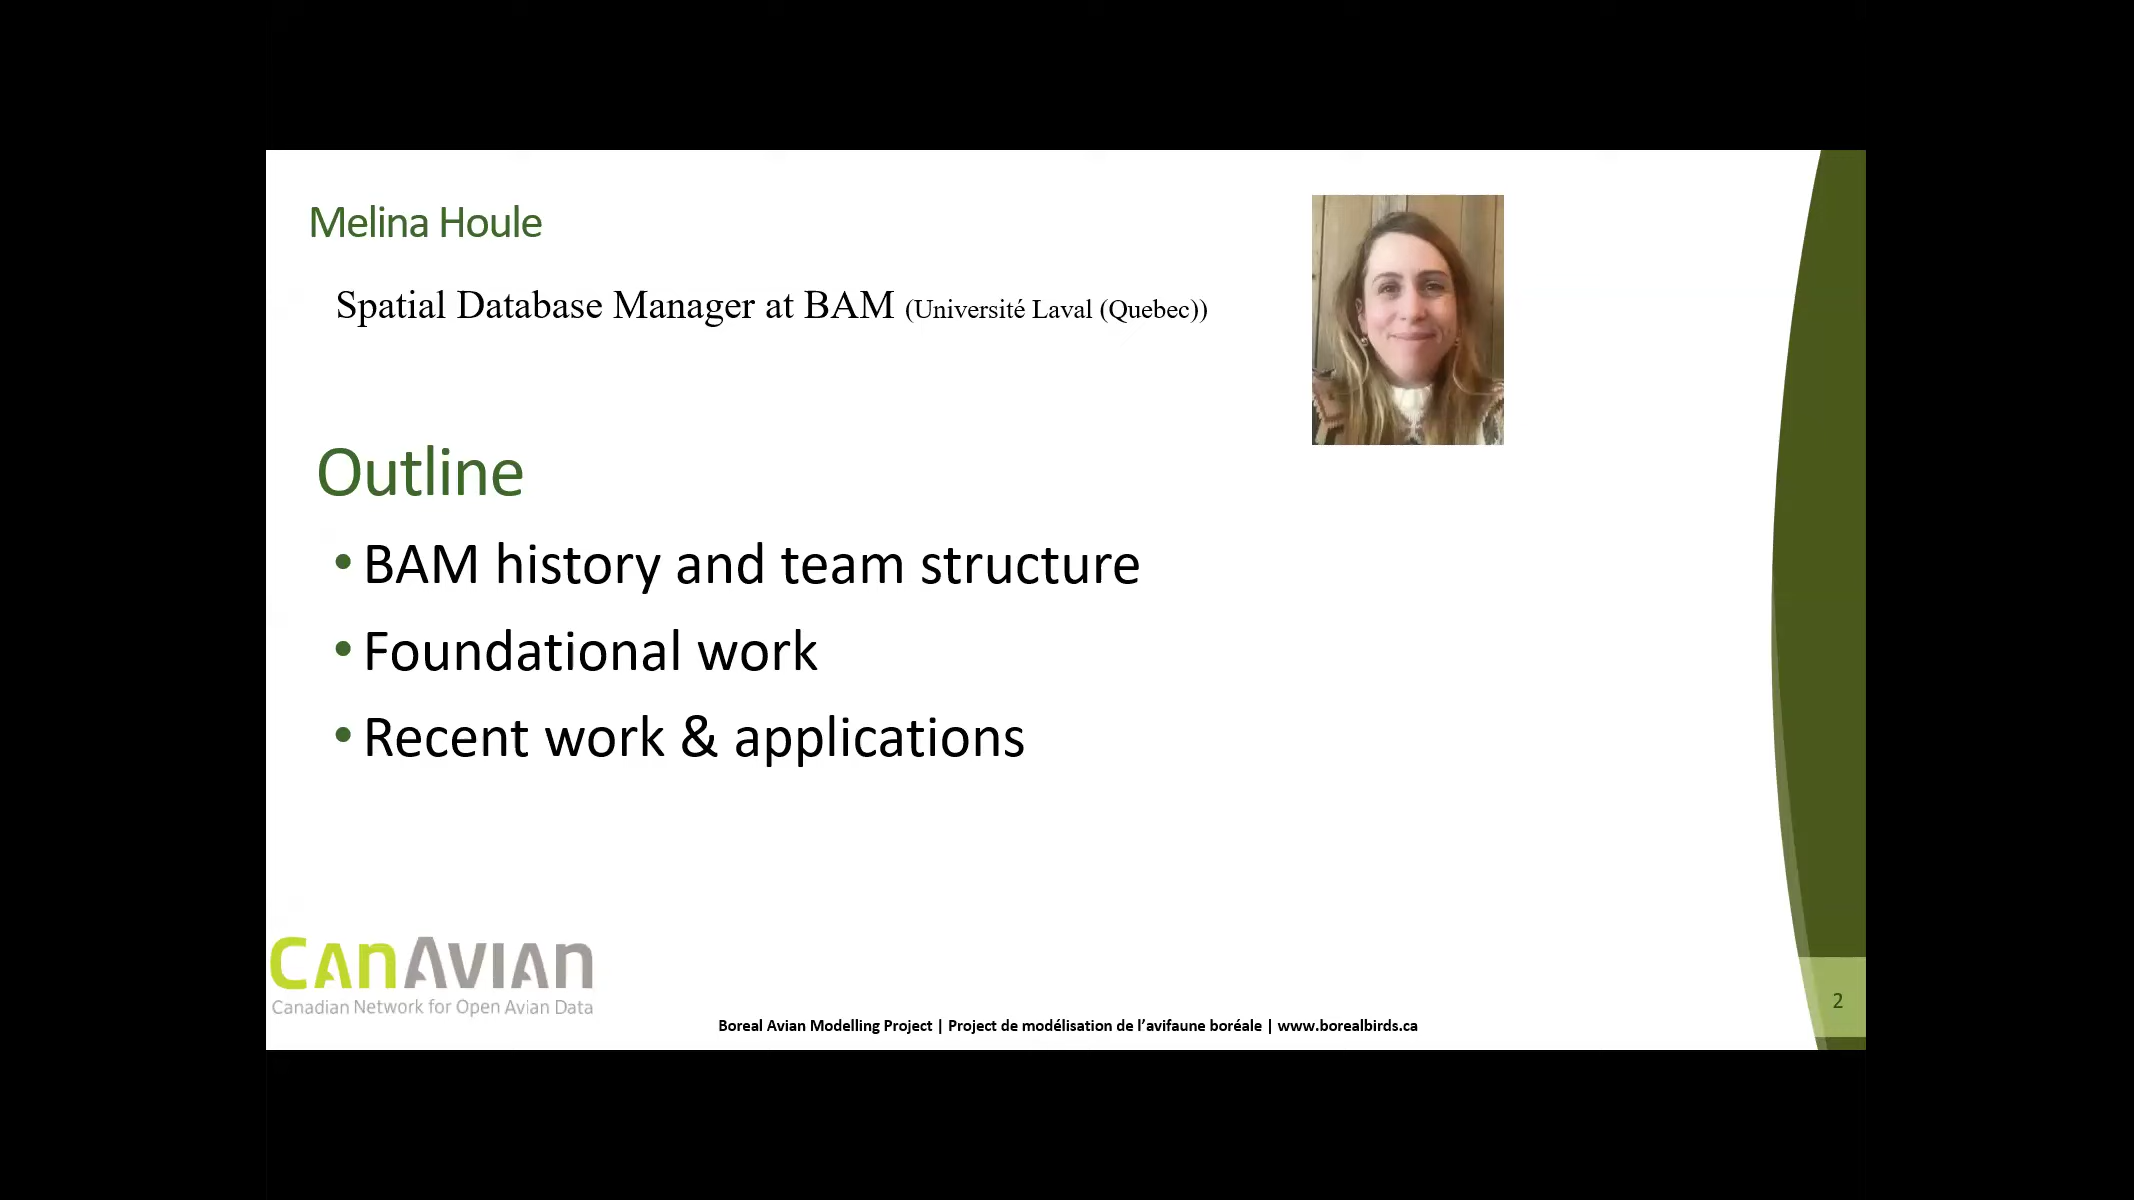 Melina Houle
Spatial Database Manager at BAM (Université Laval (Quebec))
Outline
• BAM history and team structure
• Foundational work
• Recent work & applications
CANAVIAN
Canadian Network for Open Avian Data
Boreal Avian Modelling Project | Project de modélisation de l’avifaune boréale | www.borealbirds.ca
2